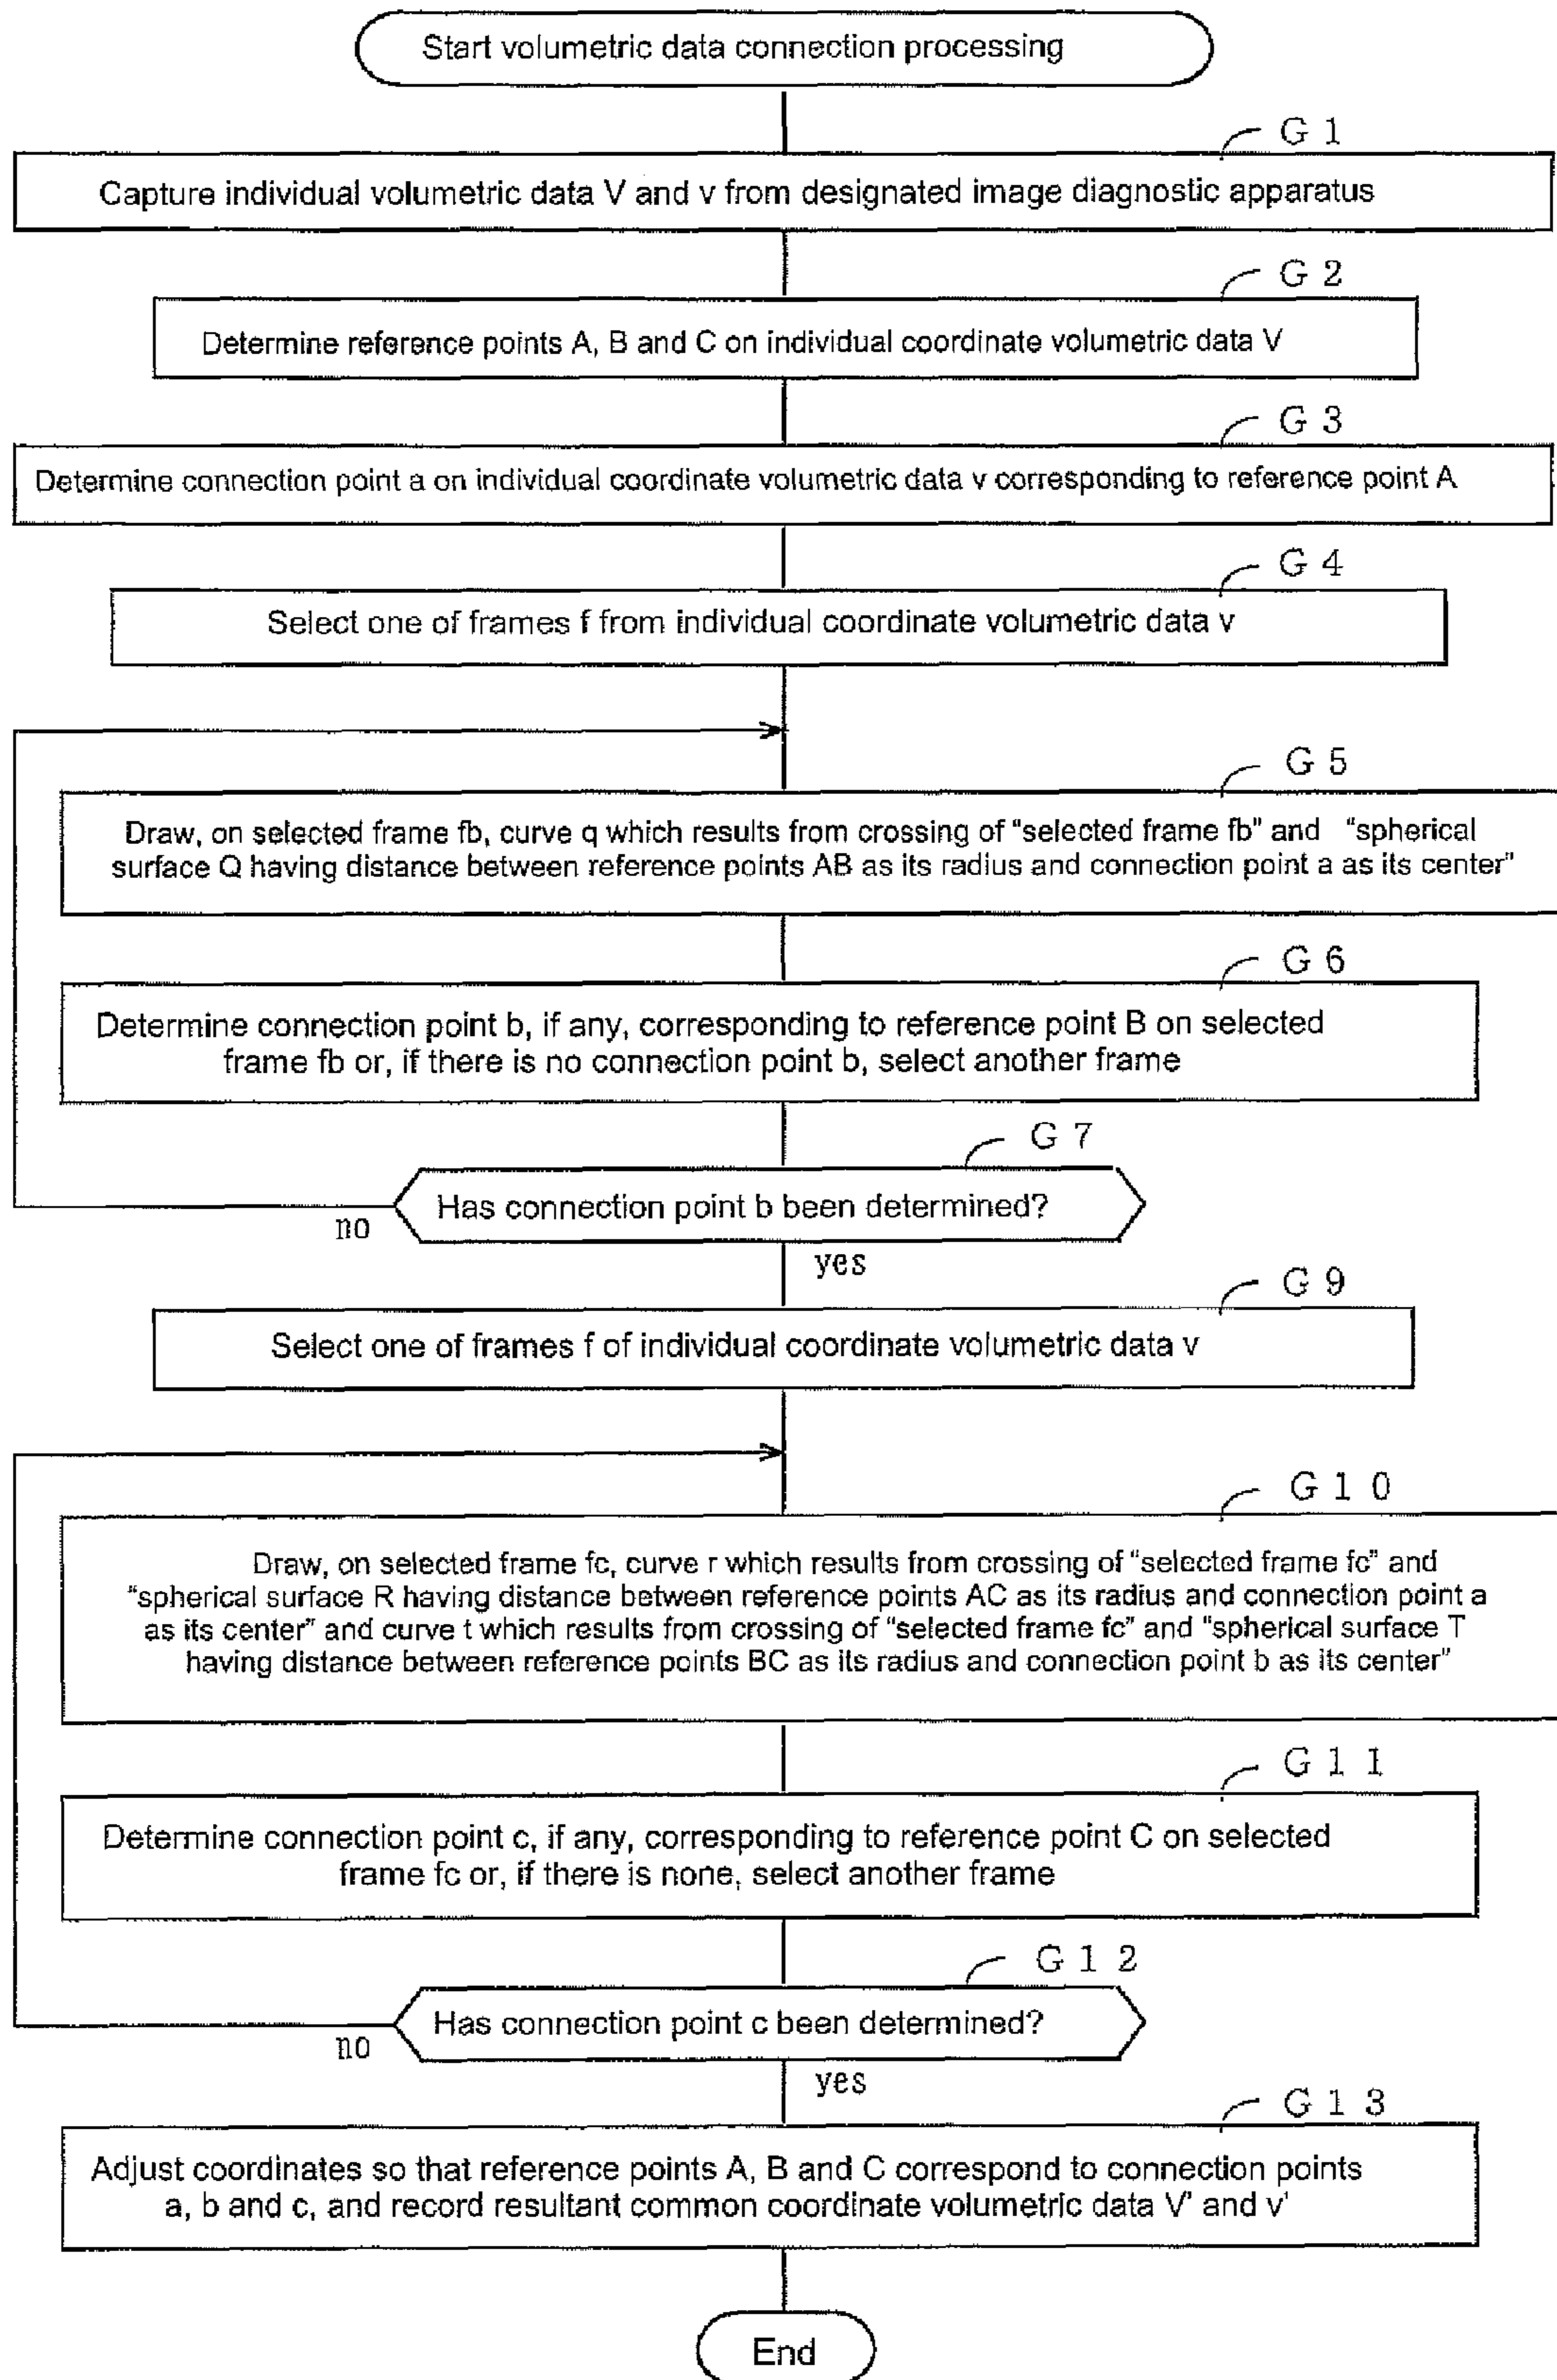 Start volumetric data connection processing
G 1
Capture individual volumetric data V and v from designated image diagnostic apparatus
G 2
Determine reference points A, B and C on individual coordinate volumetric data V
G 3
Determine connection point a on individual coordinate volumetric data v corresponding to reference point A
G 4
Select one of frames f from individual coordinate volumetric data v
G 5
Draw, on selected frame fb, curve q which results from crossing of “selected frame fb” and “spherical
surface Q having distance between reference points AB as its radius and connection point a as its center”
G 6
Determine connection point b, if any, corresponding to reference point B on selected
frame fb or, if there is no connection point b, select another frame
G 7
Has connection point b been determined?
no
yes
G 9
Select one of frames f of individual coordinate volumetric data v
G 1 0
Draw, on selected frame fc, curve r which results from crossing of “selected frame fc” and
“spherical surface R having distance between reference points AC as its radius and connection point a
as its center” and curve t which results from crossing of “selected frame fc” and “spherical surface T
having distance between reference points BC as its radius and connection point b as its center”
G 1 1
Determine connection point c, if any, corresponding to reference point C on selected
frame fc or, if there is none, select another frame
G 1 2
Has connection point c been determined?
no
yes
G 1 3
Adjust coordinates so that reference points A, B and C correspond to connection points
a, b and c, and record resultant common coordinate volumetric data V' and v'
End